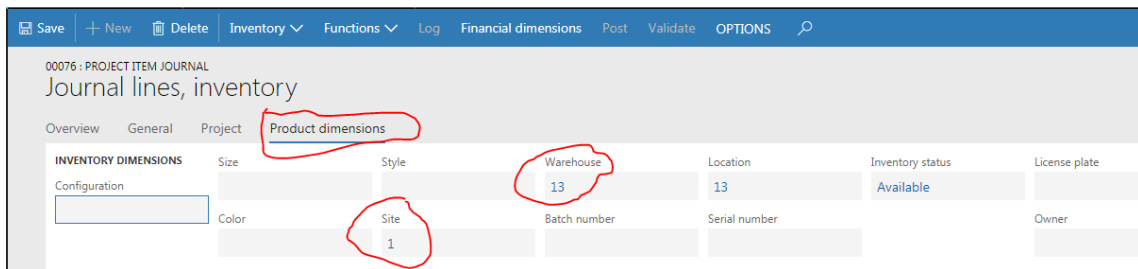 Save + New Delete Inventory Functions Log Financial dimensions Post Validate OPTIONS
00076 : PROJECT ITEM JOURNAL
Journal lines, inventory
Overview General Project Product dimensions
INVENTORY DIMENSIONS Size Style Warehouse Location Inventory status License plate
Configuration 13 13 Available
Color Site Batch number Serial number Owner
1